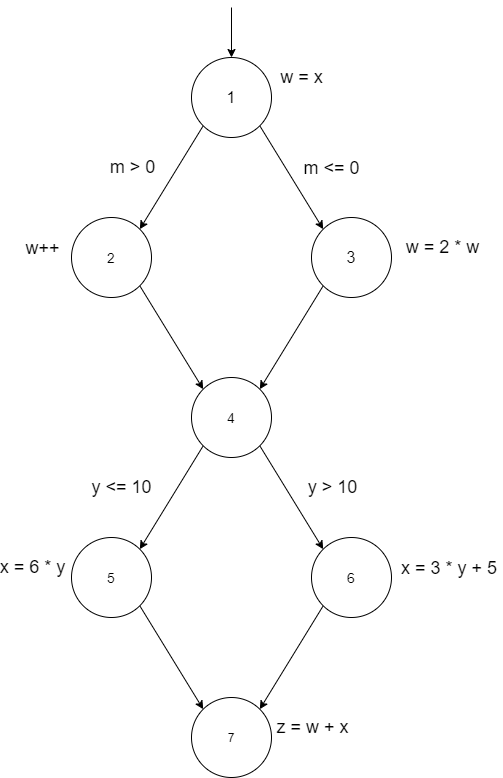 1
w = x
m > 0
m <= 0
w++
2
3
w = 2 * w
4
y <= 10
y > 10
x = 6 * y
5
6
x = 3 * y + 5
7
z = w + x